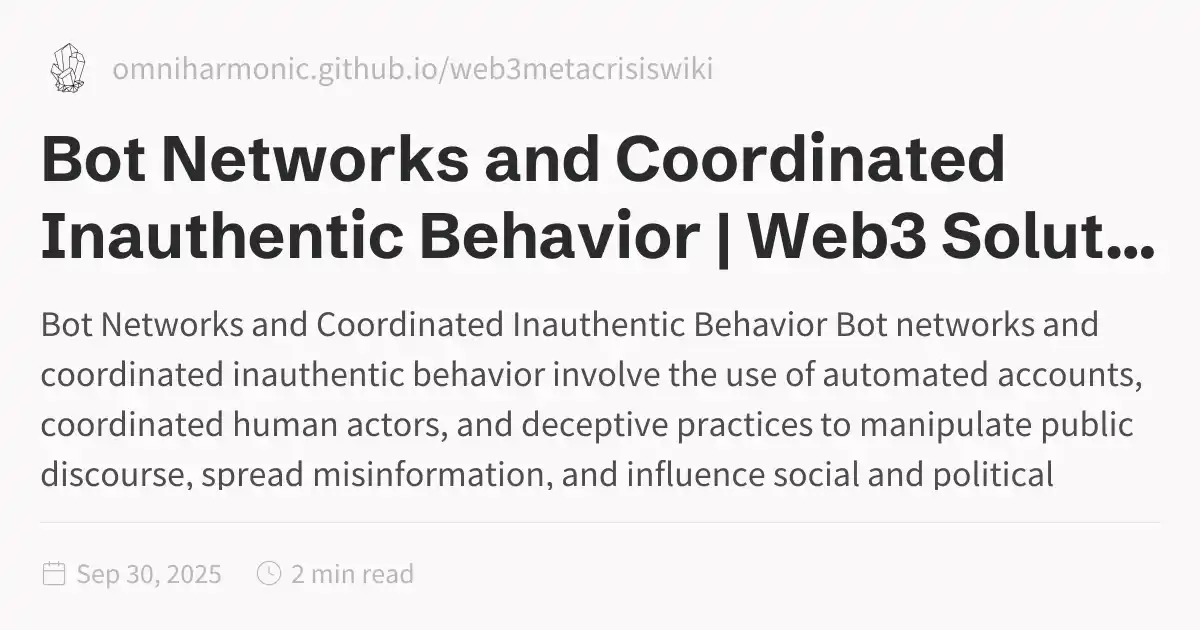 omniharmonic.github.io/web3metacrisiswiki
Bot Networks and Coordinated
Inauthentic Behavior | Web3 Solut...
Bot Networks and Coordinated Inauthentic Behavior Bot networks and
coordinated inauthentic behavior involve the use of automated accounts,
coordinated human actors, and deceptive practices to manipulate public
discourse, spread misinformation, and influence social and political
Sep 30, 2025
2 min read